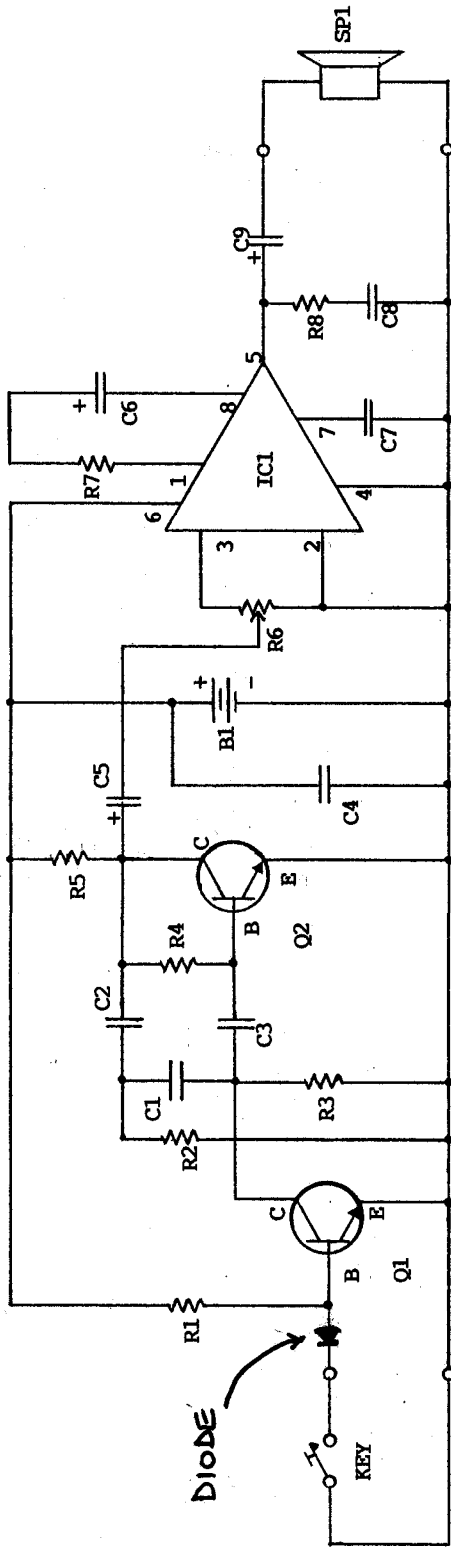 DIODE
KEY
R1
B
C
E
Q1
R2
C1
R3
C2
C3
R4
R5
B
C
E
Q2
C5
+
C4
B1
+
-
R6
3
2
6
1
R7
+
C6
8
IC1
4
7
C7
5
R8
C8
C9
+
SP1